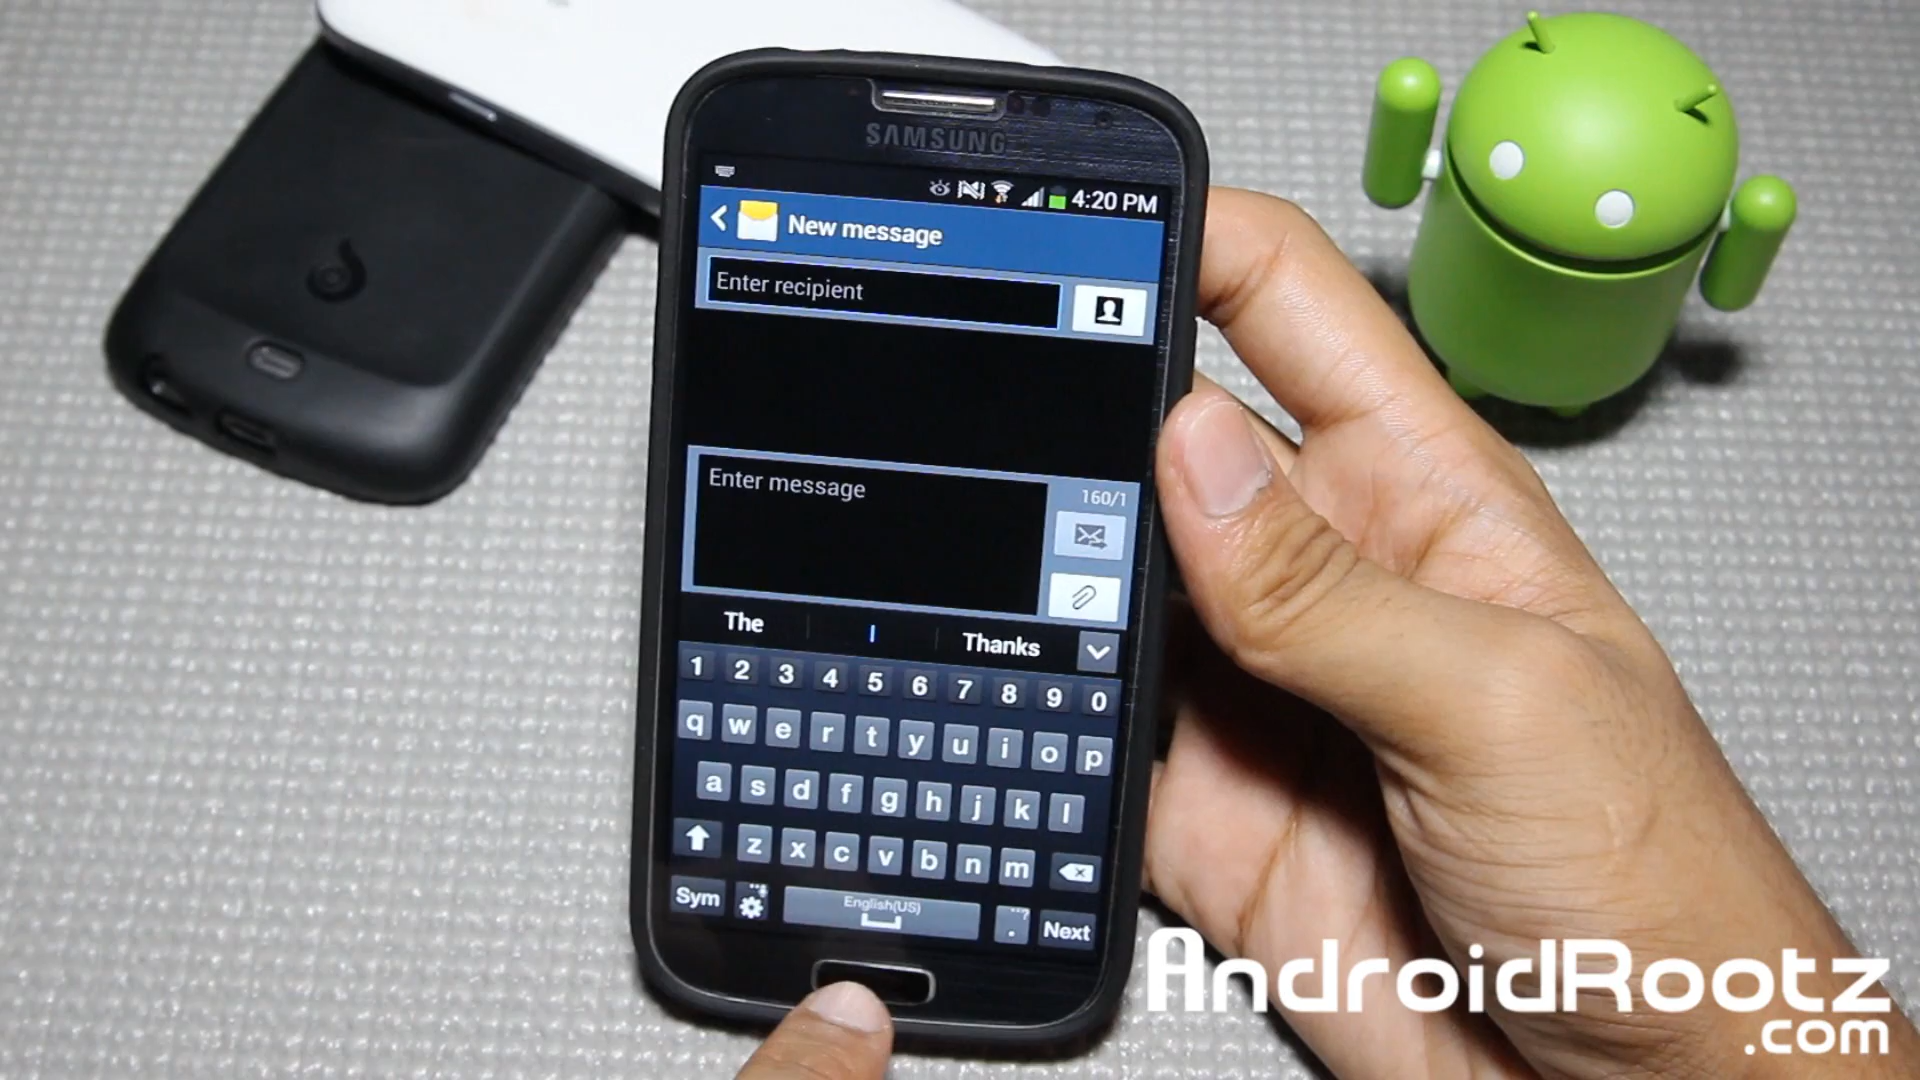 SAMSUNG
4:20 PM
New message
Enter recipient
Enter message
160/1
The I Thanks
1 2 3 4 5 6 7 8 9 0
q w e r t y u i o p
a s d f g h j k l
z x c v b n m
Sym English(US) . Next
AndroidRootz
.com